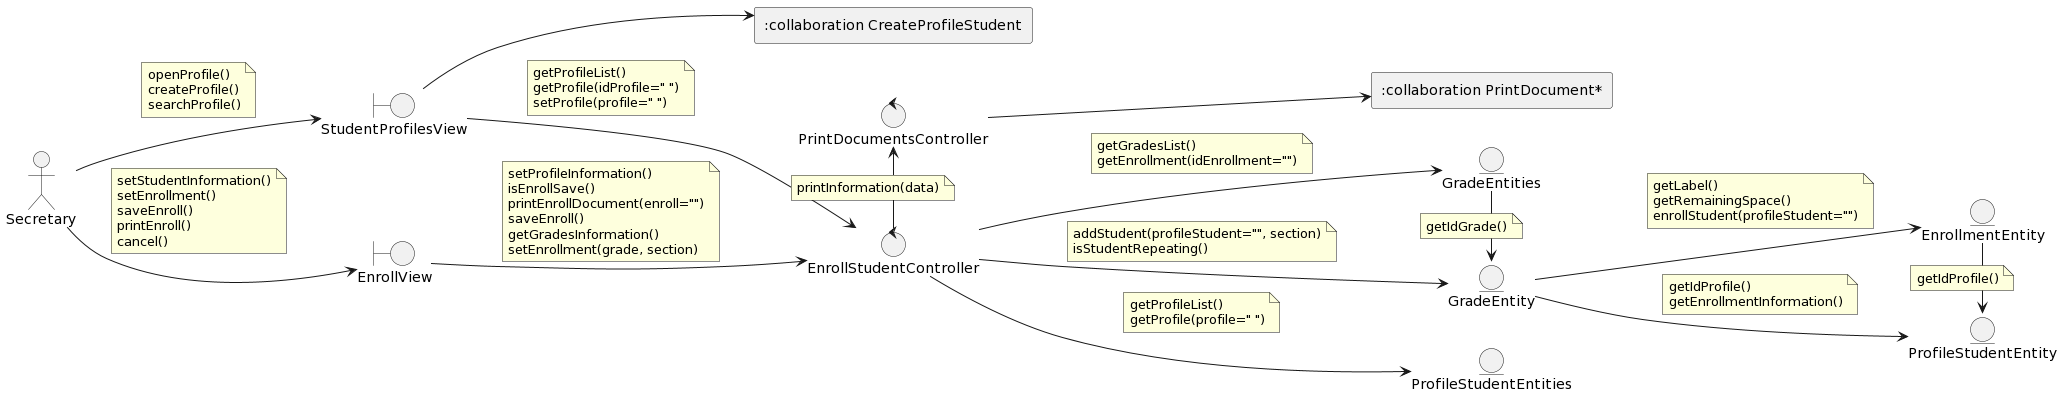 :collaboration CreateProfileStudent
openProfile()
createProfile()
searchProfile()
getProfileList()
getProfile(idProfile=" ")
setProfile(profile=" ")
:collaboration PrintDocument*
StudentProfilesView
PrintDocumentsController
getGradesList()
getEnrollment(idEnrollment="")
GradeEntities
Secretary
setStudentInformation()
setEnrollment()
saveEnroll()
printEnroll()
cancel()
setProfileInformation()
isEnrollSave()
printEnrollDocument(enroll="")
saveEnroll()
getGradesInformation()
setEnrollment(grade, section)
printInformation(data)
getLabel()
getRemainingSpace()
enrollStudent(profileStudent="")
addStudent(profileStudent="", section)
isStudentRepeating()
getIdGrade()
EnrollmentEntity
EnrollView
EnrollStudentController
GradeEntity
getIdProfile()
getIdProfile()
getEnrollmentInformation()
getProfileList()
getProfile(profile=" ")
ProfileStudentEntity
ProfileStudentEntities